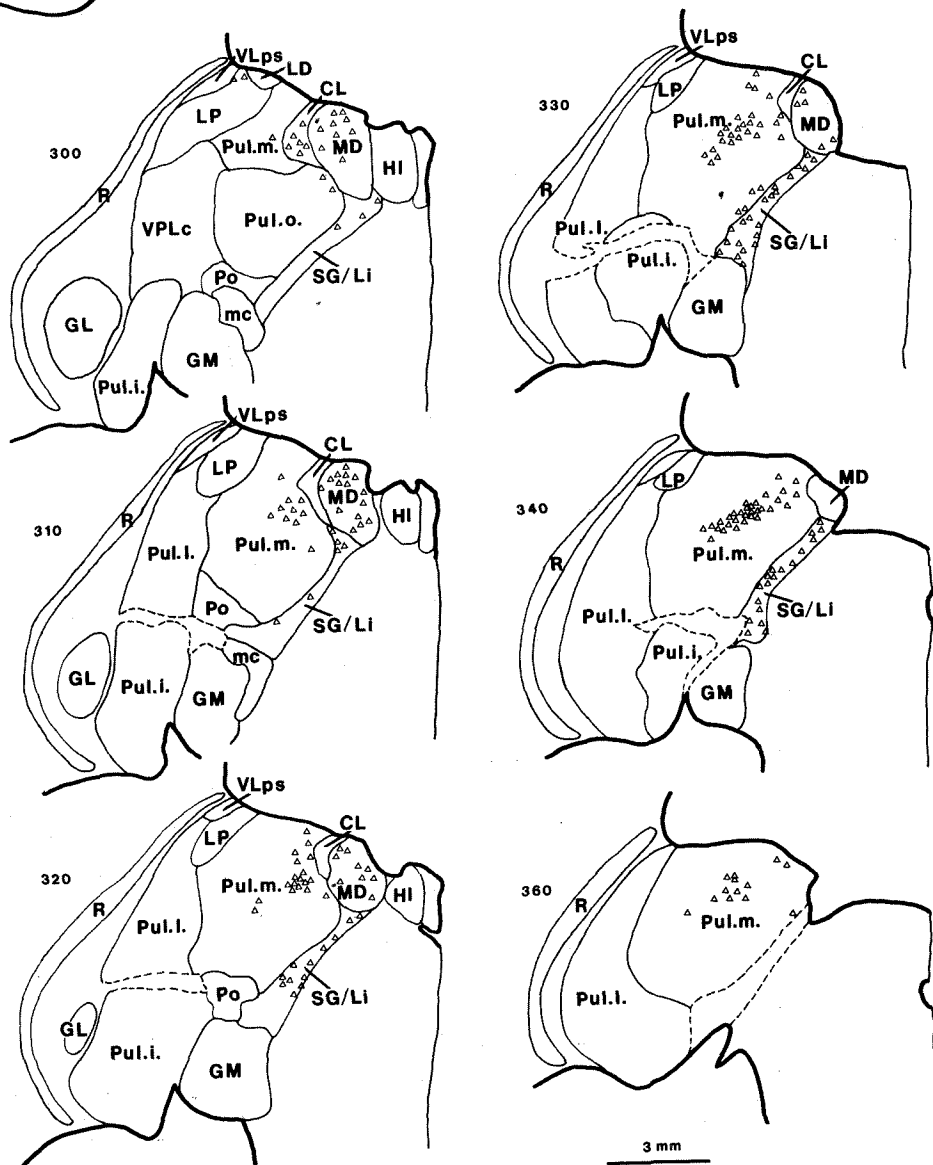 VLps
LD
CL
LP
300
Pul.m.
MD
HI
R
VPLc
Pul.o.
Po
SG/Li
mc
GL
GM
Pul.i.
VLps
CL
LP
MD
HI
310
R
Pul.l.
Pul.m.
Po
SG/Li
mc
GL
Pul.i.
GM
VLps
CL
LP
320
Pul.m.
MD
HI
R
Pul.l.
Po
SG/Li
GL
Pul.i.
GM
VLps
CL
LP
330
Pul.m.
MD
R
Pul.l.
SG/Li
Pul.i.
GM
MD
LP
340
Pul.m.
R
SG/Li
Pul.l.
Pul.i.
GM
360
R
Pul.m.
Pul.l.
3 mm